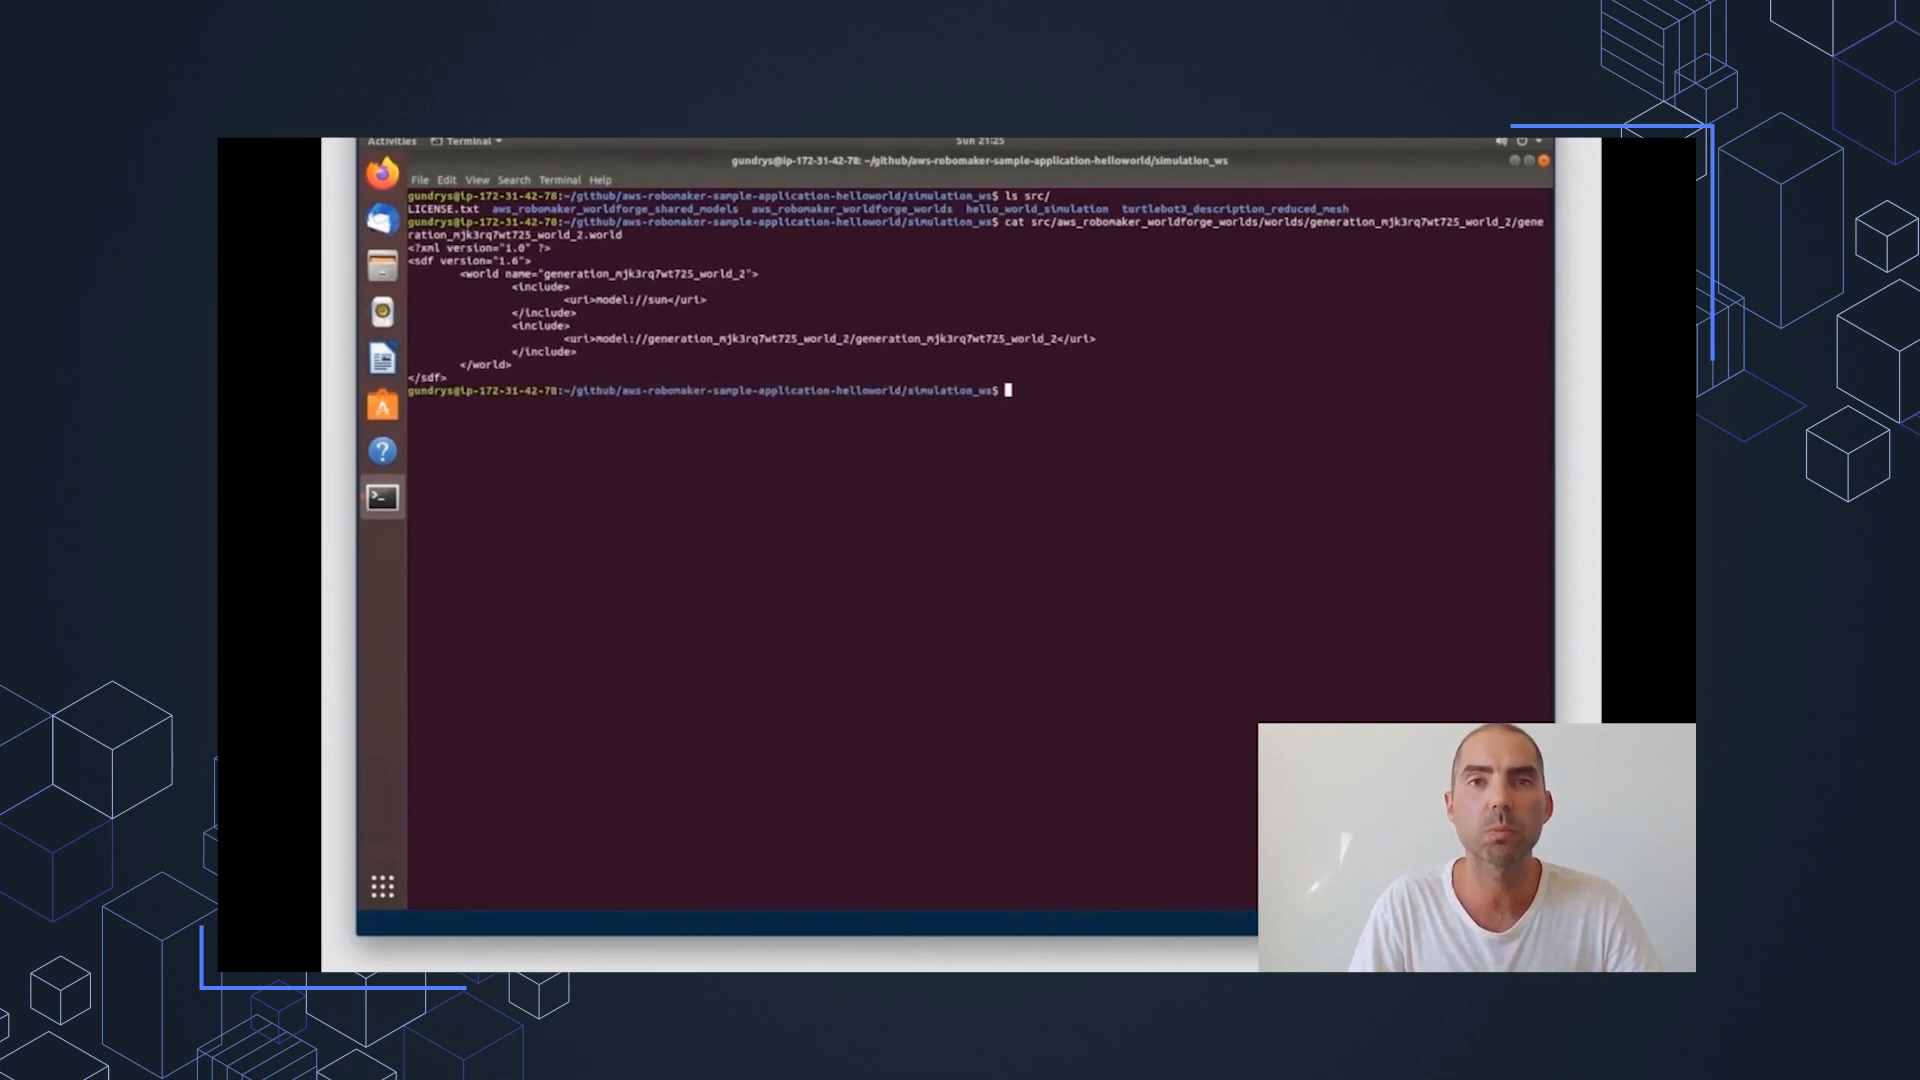 Activities Terminal Sun 21:25
gundrys@ip-172-31-42-78: ~/github/aws-robomaker-sample-application-helloworld/simulation_ws
File Edit View Search Terminal Help
gundrys@ip-172-31-42-78:~/github/aws-robomaker-sample-application-helloworld/simulation_ws$ ls src/
LICENSE.txt aws_robomaker_worldforge_shared_models aws_robomaker_worldforge_worlds hello_world_simulation turtlebot3_description_reduced_mesh
gundrys@ip-172-31-42-78:~/github/aws-robomaker-sample-application-helloworld/simulation_ws$ cat src/aws_robomaker_worldforge_worlds/worlds/generation_mjk3rq7wt725_world_2/gene
ration_mjk3rq7wt725_world_2.world
<?xml version="1.0" ?>
<sdf version="1.6">
<world name="generation_mjk3rq7wt725_world_2">
<include>
<uri>model://sun</uri>
</include>
<include>
<uri>model://generation_mjk3rq7wt725_world_2/generation_mjk3rq7wt725_world_2</uri>
</include>
</world>
</sdf>
gundrys@ip-172-31-42-78:~/github/aws-robomaker-sample-application-helloworld/simulation_ws$